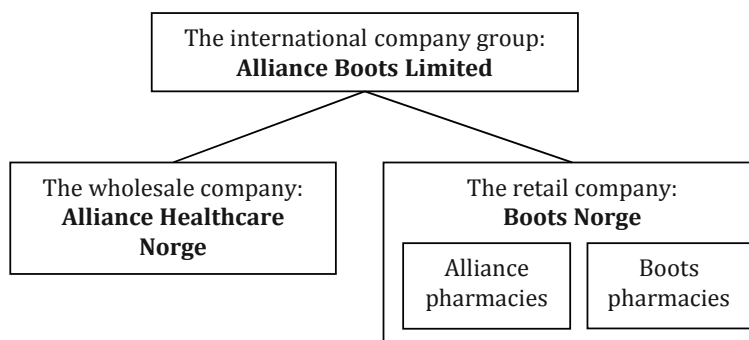 The international company group:
Alliance Boots Limited
The wholesale company:
Alliance Healthcare
Norge
The retail company:
Boots Norge
Alliance
pharmacies
Boots
pharmacies